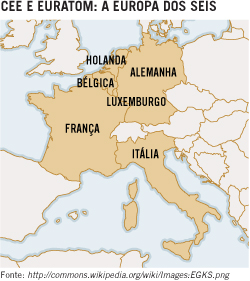 CEE E EURATOM: A EUROPA DOS SEIS
HOLANDA
ALEMANHA
BÉLGICA
LUXEMBURGO
FRANÇA
ITÁLIA
Fonte: http://commons.wikipedia.org/wiki/Images:EGKS.png